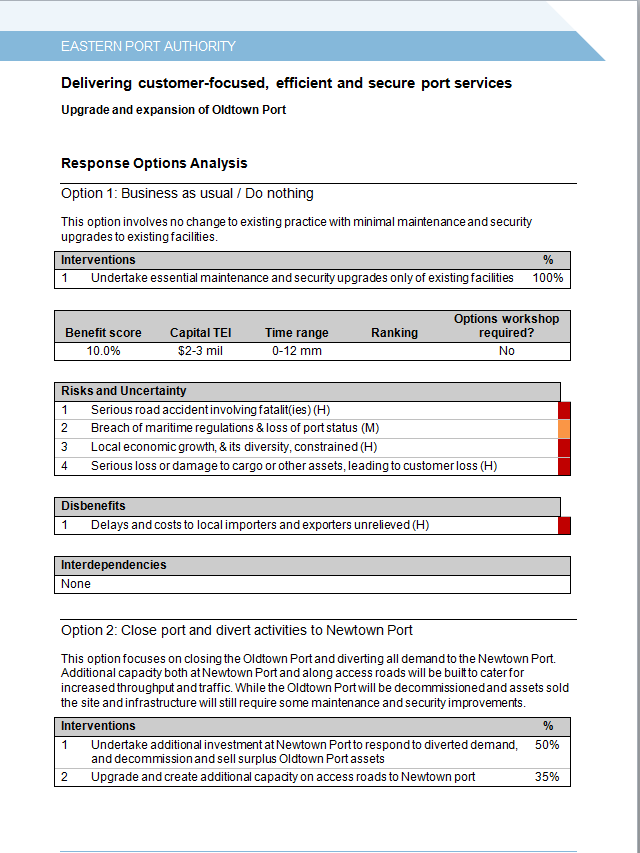 EASTERN PORT AUTHORITY
Delivering customer-focused, efficient and secure port services
Upgrade and expansion of Oldtown Port
Response Options Analysis
Option 1: Business as usual / Do nothing
This option involves no change to existing practice with minimal maintenance and security
upgrades to existing facilities.
Interventions %
1 Undertake essential maintenance and security upgrades only of existing facilities 100%
Options workshop
Benefit score Capital TEI Time range Ranking required?
10.0% $2-3 mil 0-12 mm No
Risks and Uncertainty
1 Serious road accident involving fatalit(ies) (H)
2 Breach of maritime regulations & loss of port status (M)
3 Local economic growth, & its diversity, constrained (H)
4 Serious loss or damage to cargo or other assets, leading to customer loss (H)
Disbenefits
1 Delays and costs to local importers and exporters unrelieved (H)
Interdependencies
None
Option 2: Close port and divert activities to Newtown Port
This option focuses on closing the Oldtown Port and diverting all demand to the Newtown Port.
Additional capacity both at Newtown Port and along access roads will be built to cater for
increased throughput and traffic. While the Oldtown Port will be decommissioned and assets sold
the site and infrastructure will still require some maintenance and security improvements.
Interventions %
1 Undertake additional investment at Newtown Port to respond to diverted demand, 50%
and decommission and sell surplus Oldtown Port assets
2 Upgrade and create additional capacity on access roads to Newtown port 35%